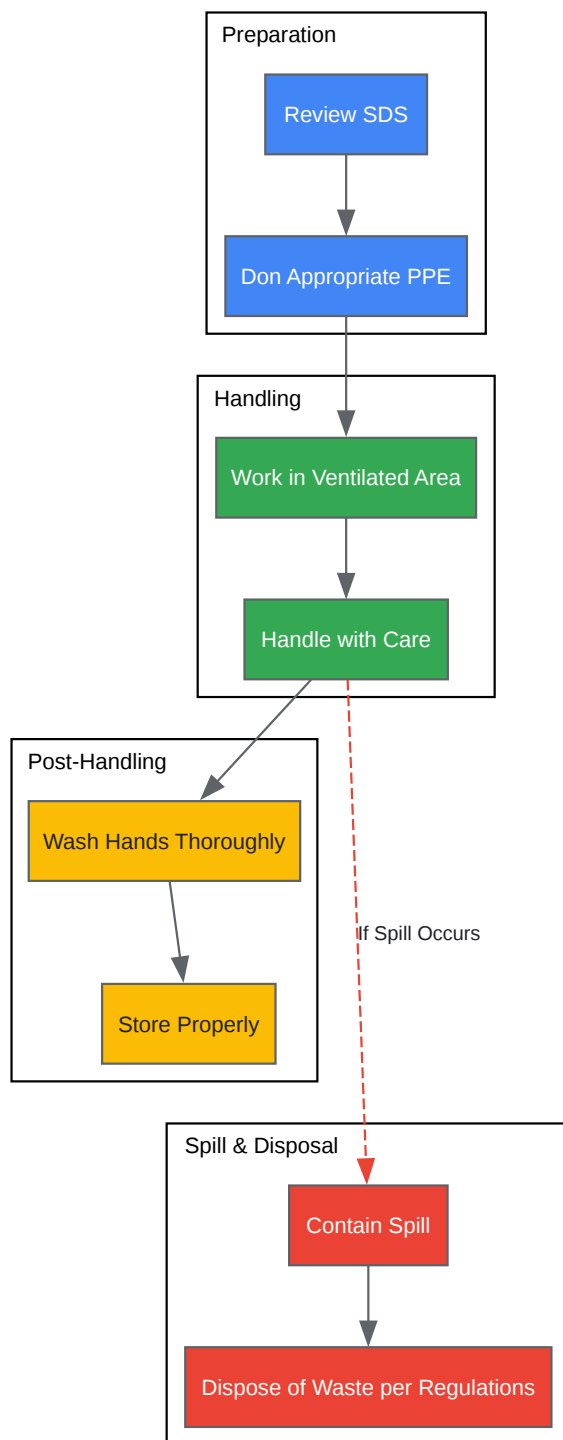 Preparation
Review SDS
Don Appropriate PPE
Handling
Work in Ventilated Area
Handle with Care
Post-Handling
Wash Hands Thoroughly
If Spill Occurs
Store Properly
Spill & Disposal
Contain Spill
Dispose of Waste per Regulations